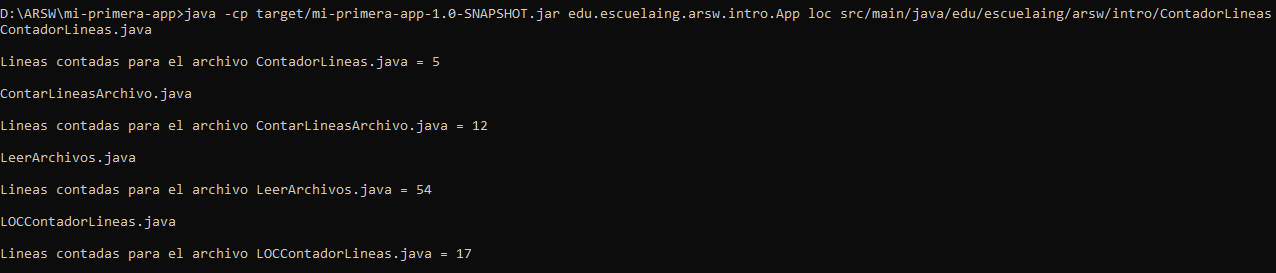 D:\ARSW\mi-primera-app>java -cp target/mi-primera-app-1.0-SNAPSHOT.jar edu.escuelaing.arsw.intro.App loc src/main/java/edu/escuelaing/arsw/intro/ContadorLineas
ContadorLineas.java
Lineas contadas para el archivo ContadorLineas.java = 5
ContarLineasArchivo.java
Lineas contadas para el archivo ContarLineasArchivo.java = 12
LeerArchivos.java
Lineas contadas para el archivo LeerArchivos.java = 54
LOCContadorLineas.java
Lineas contadas para el archivo LOCContadorLineas.java = 17